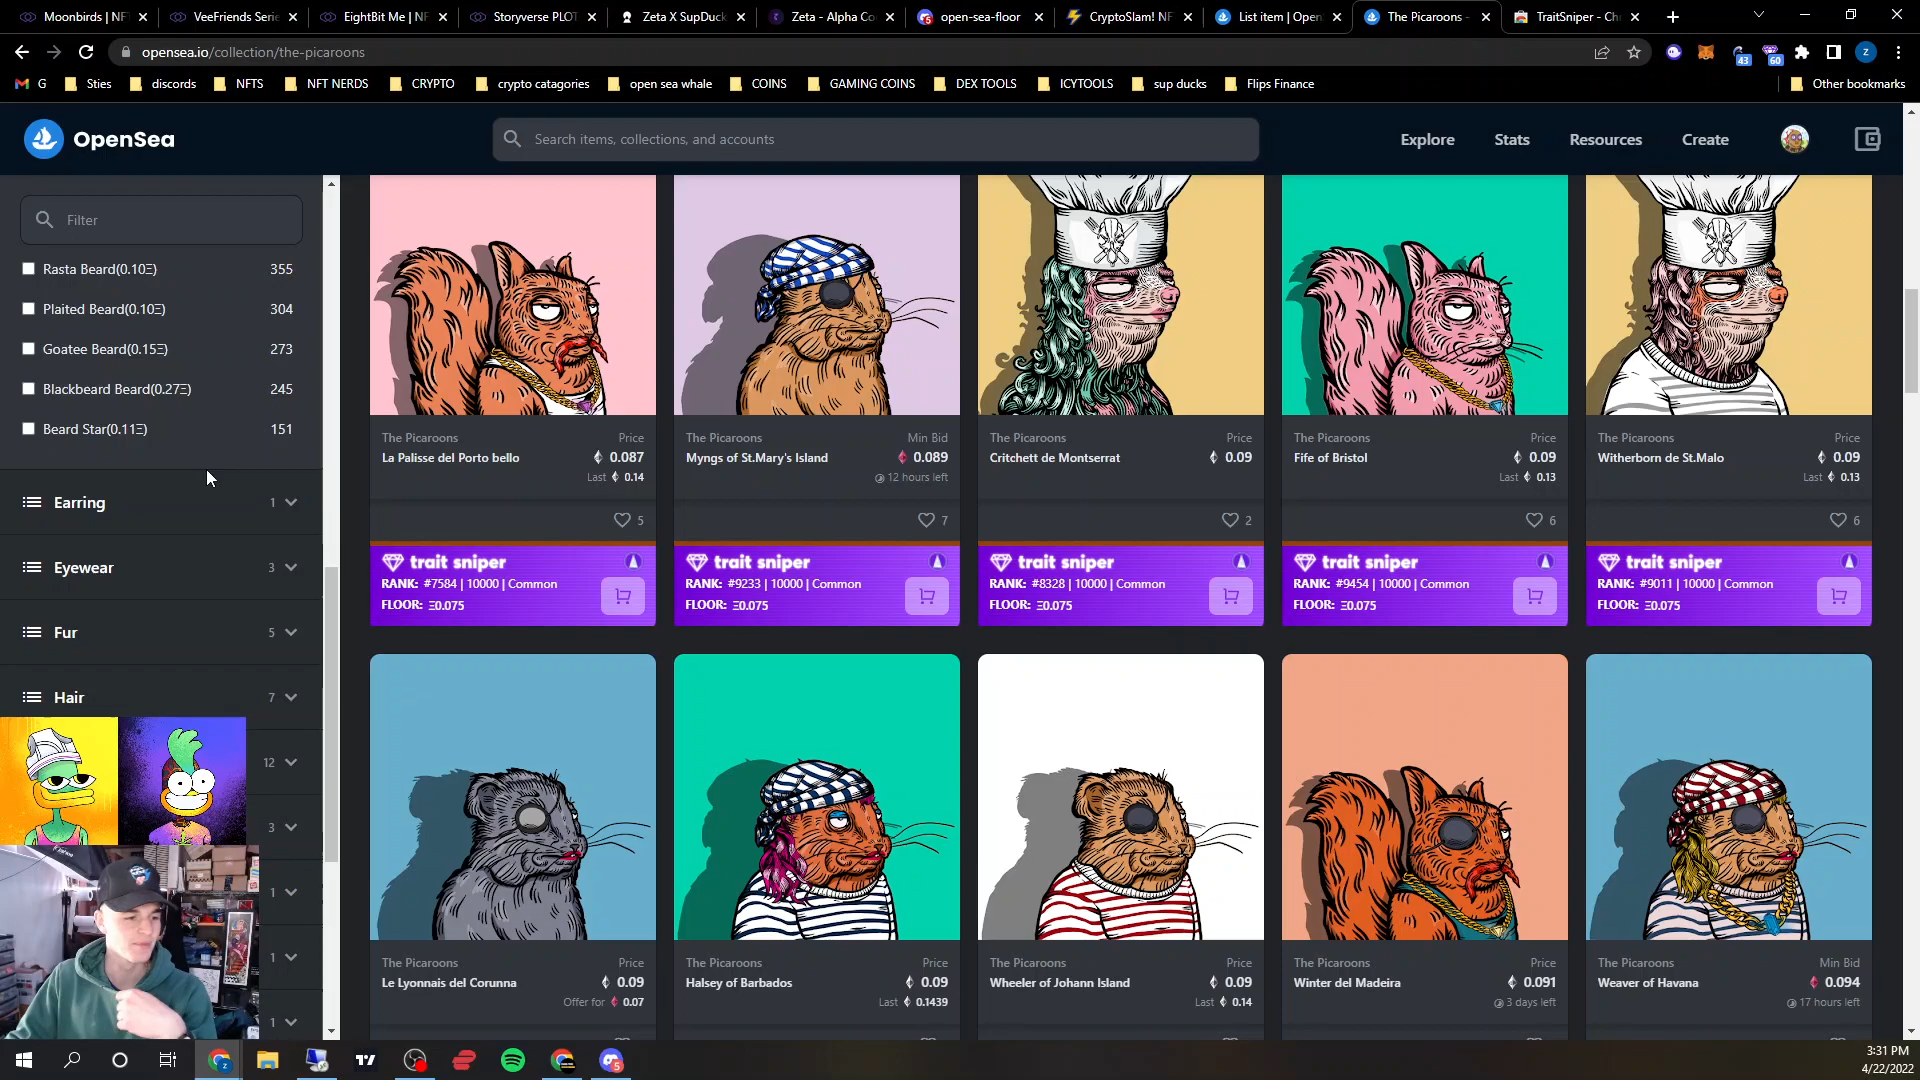 Moonbirds | NF
VeeFriends Serie
EightBit Me | NF
Storyverse PLOT
Zeta X SupDuck
Zeta - Alpha Co
open-sea-floor
CryptoSlam! NF
List item | Open
The Picaroons -
TraitSniper - Ch
opensea.io/collection/the-picaroons
43
60
z
G
Sties
discords
NFTS
NFT NERDS
CRYPTO
crypto catagories
open sea whale
COINS
GAMING COINS
DEX TOOLS
ICYTOOLS
sup ducks
Flips Finance
Other bookmarks
OpenSea
Search items, collections, and accounts
Explore
Stats
Resources
Create
Filter
Rasta Beard(0.10Ξ) 355
Plaited Beard(0.10Ξ) 304
Goatee Beard(0.15Ξ) 273
Blackbeard Beard(0.27Ξ) 245
Beard Star(0.11Ξ) 151
Earring 1
Eyewear 3
Fur 5
Hair 7
12
3
1
1
1
The Picaroons Price
La Palisse del Porto bello 0.087
Last 0.14
5
trait sniper
RANK: #7584 | 10000 | Common
FLOOR: Ξ0.075
The Picaroons Min Bid
Myngs of St.Mary's Island 0.089
12 hours left
7
trait sniper
RANK: #9233 | 10000 | Common
FLOOR: Ξ0.075
The Picaroons Price
Critchett de Montserrat 0.09
2
trait sniper
RANK: #8328 | 10000 | Common
FLOOR: Ξ0.075
The Picaroons Price
Fife of Bristol 0.09
Last 0.13
6
trait sniper
RANK: #9454 | 10000 | Common
FLOOR: Ξ0.075
The Picaroons Price
Witherborn de St.Malo 0.09
Last 0.13
6
trait sniper
RANK: #9011 | 10000 | Common
FLOOR: Ξ0.075
The Picaroons Price
Le Lyonnais del Corunna 0.09
Offer for 0.07
The Picaroons Price
Halsey of Barbados 0.09
Last 0.1439
The Picaroons Price
Wheeler of Johann Island 0.09
Last 0.14
The Picaroons Price
Winter del Madeira 0.091
3 days left
The Picaroons Min Bid
Weaver of Havana 0.094
17 hours left
3:31 PM
4/22/2022